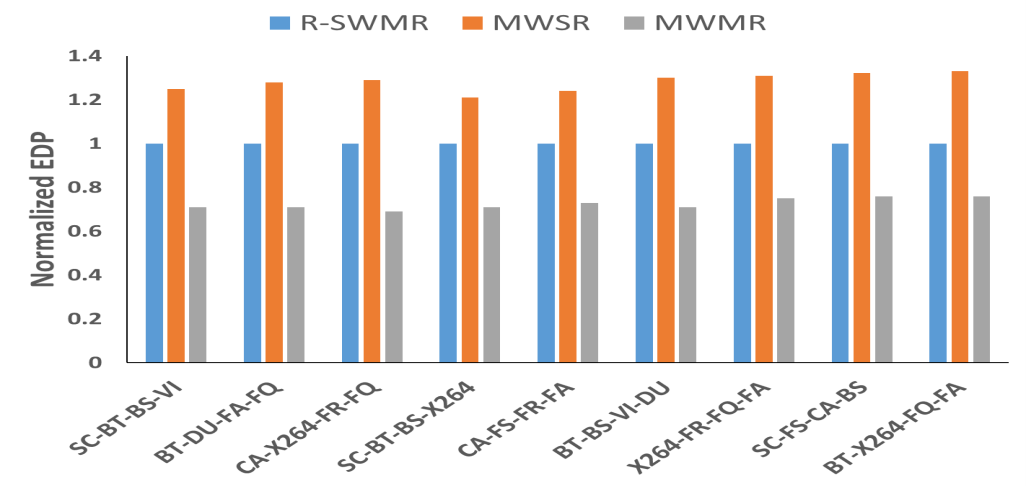 R-SWMR MWSR MWMR
Normalized EDP
1.4
1.2
1
0.8
0.6
0.4
0.2
0
SC-BT-BS-VI
BT-DU-FA-FQ
CA-X264-FR-FQ
SC-BT-BS-X264
CA-FS-FR-FA
BT-BS-VI-DU
X264-FR-FQ-FA
SC-FS-CA-BS
BT-X264-FQ-FA